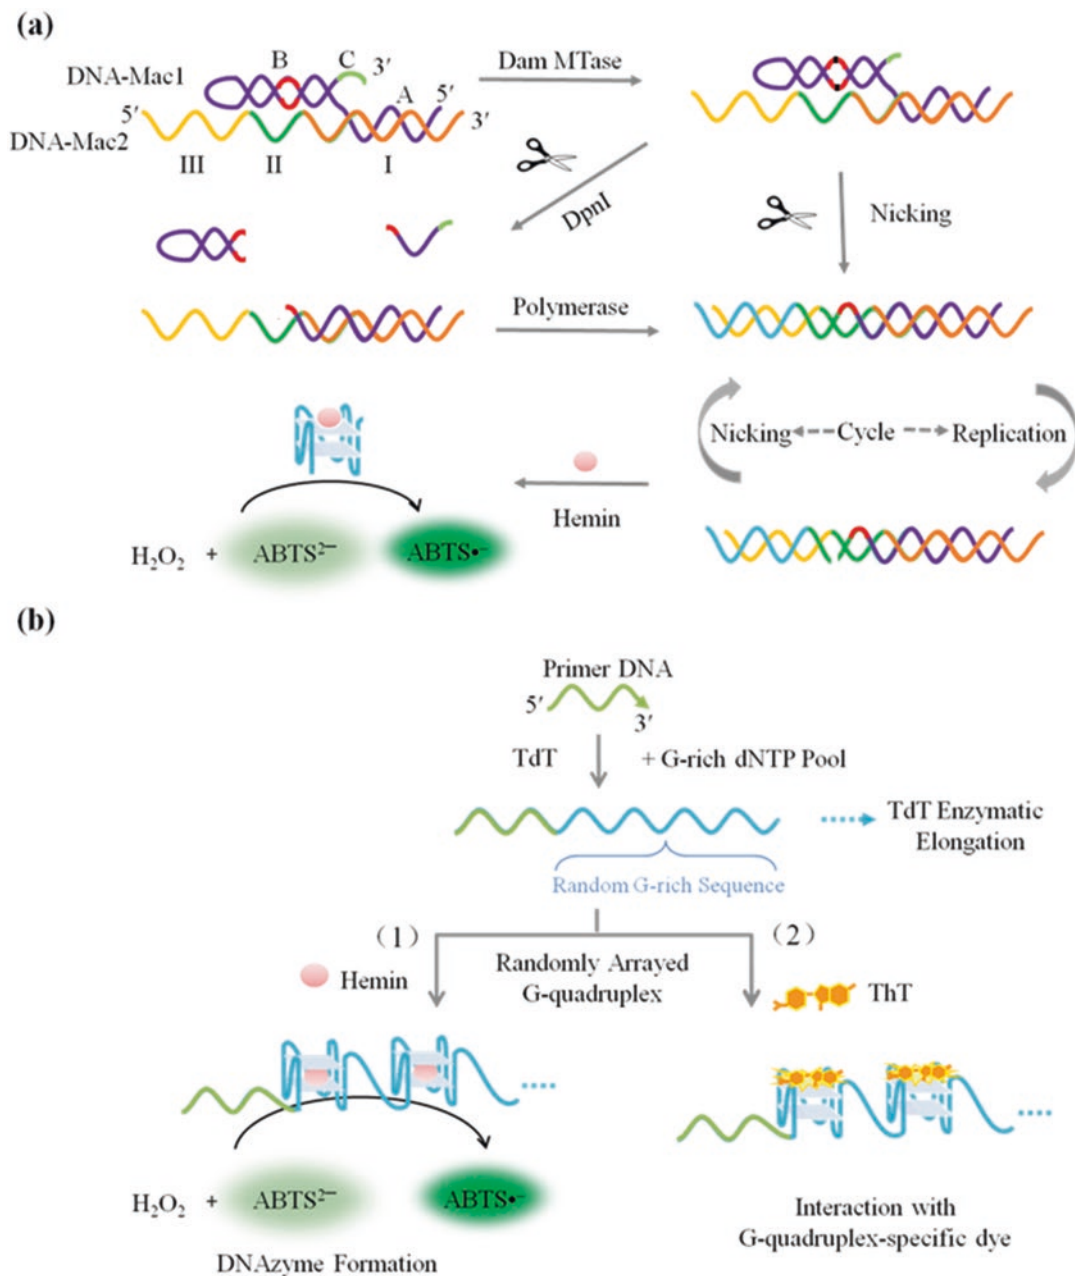 (a)
DNA-Mac1
B
C
3′
Dam MTase
5′
A
5′
DNA-Mac2
3′
III
II
I
DpnI
Nicking
Polymerase
Nicking
Cycle
Replication
Hemin
H₂O₂ + ABTS²⁻ ABTS•⁻
(b)
Primer DNA
5′
3′
TdT
+ G-rich dNTP Pool
TdT Enzymatic
Elongation
Random G-rich Sequence
(1)
(2)
Hemin
Randomly Arrayed
G-quadruplex
ThT
H₂O₂ + ABTS²⁻ ABTS•⁻
DNAzyme Formation
Interaction with
G-quadruplex-specific dye